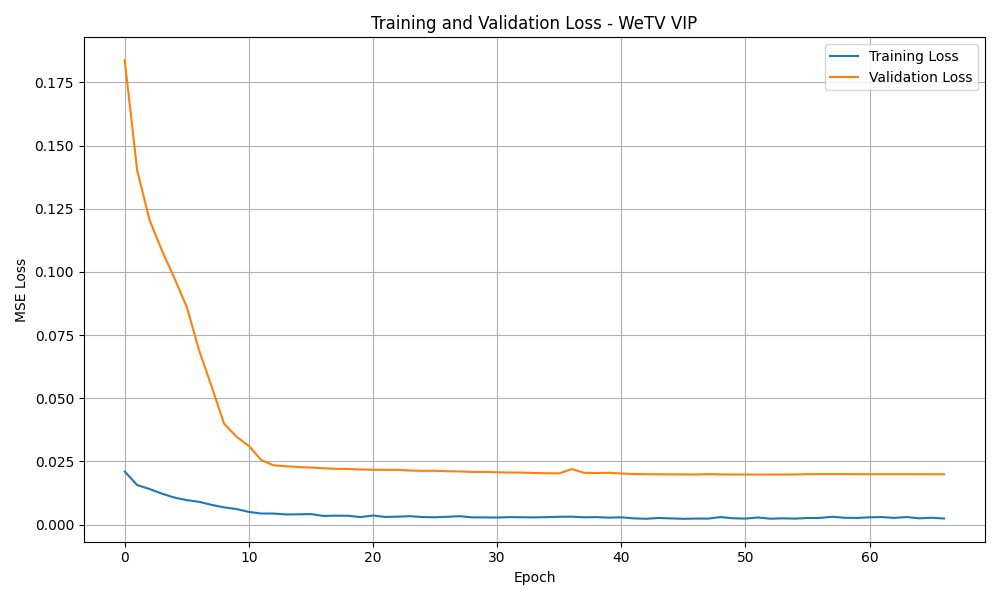 Training and Validation Loss - WeTV VIP
Training Loss
Validation Loss
MSE Loss
0.175
0.150
0.125
0.100
0.075
0.050
0.025
0.000
0 10 20 30 40 50 60
Epoch